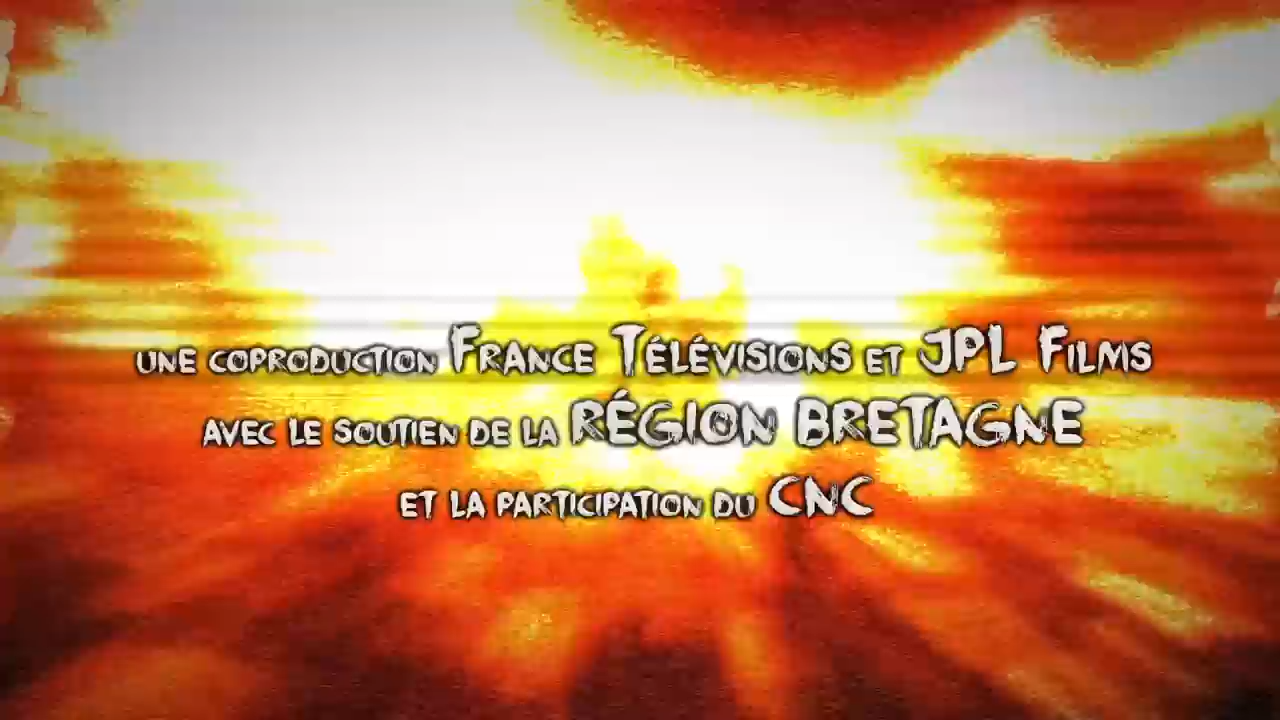 UNE COPRODUCTION FRANCE TÉLÉVISIONS ET JPL FILMS
AVEC LE SOUTIEN DE LA RÉGION BRETAGNE
ET LA PARTICIPATION DU CNC